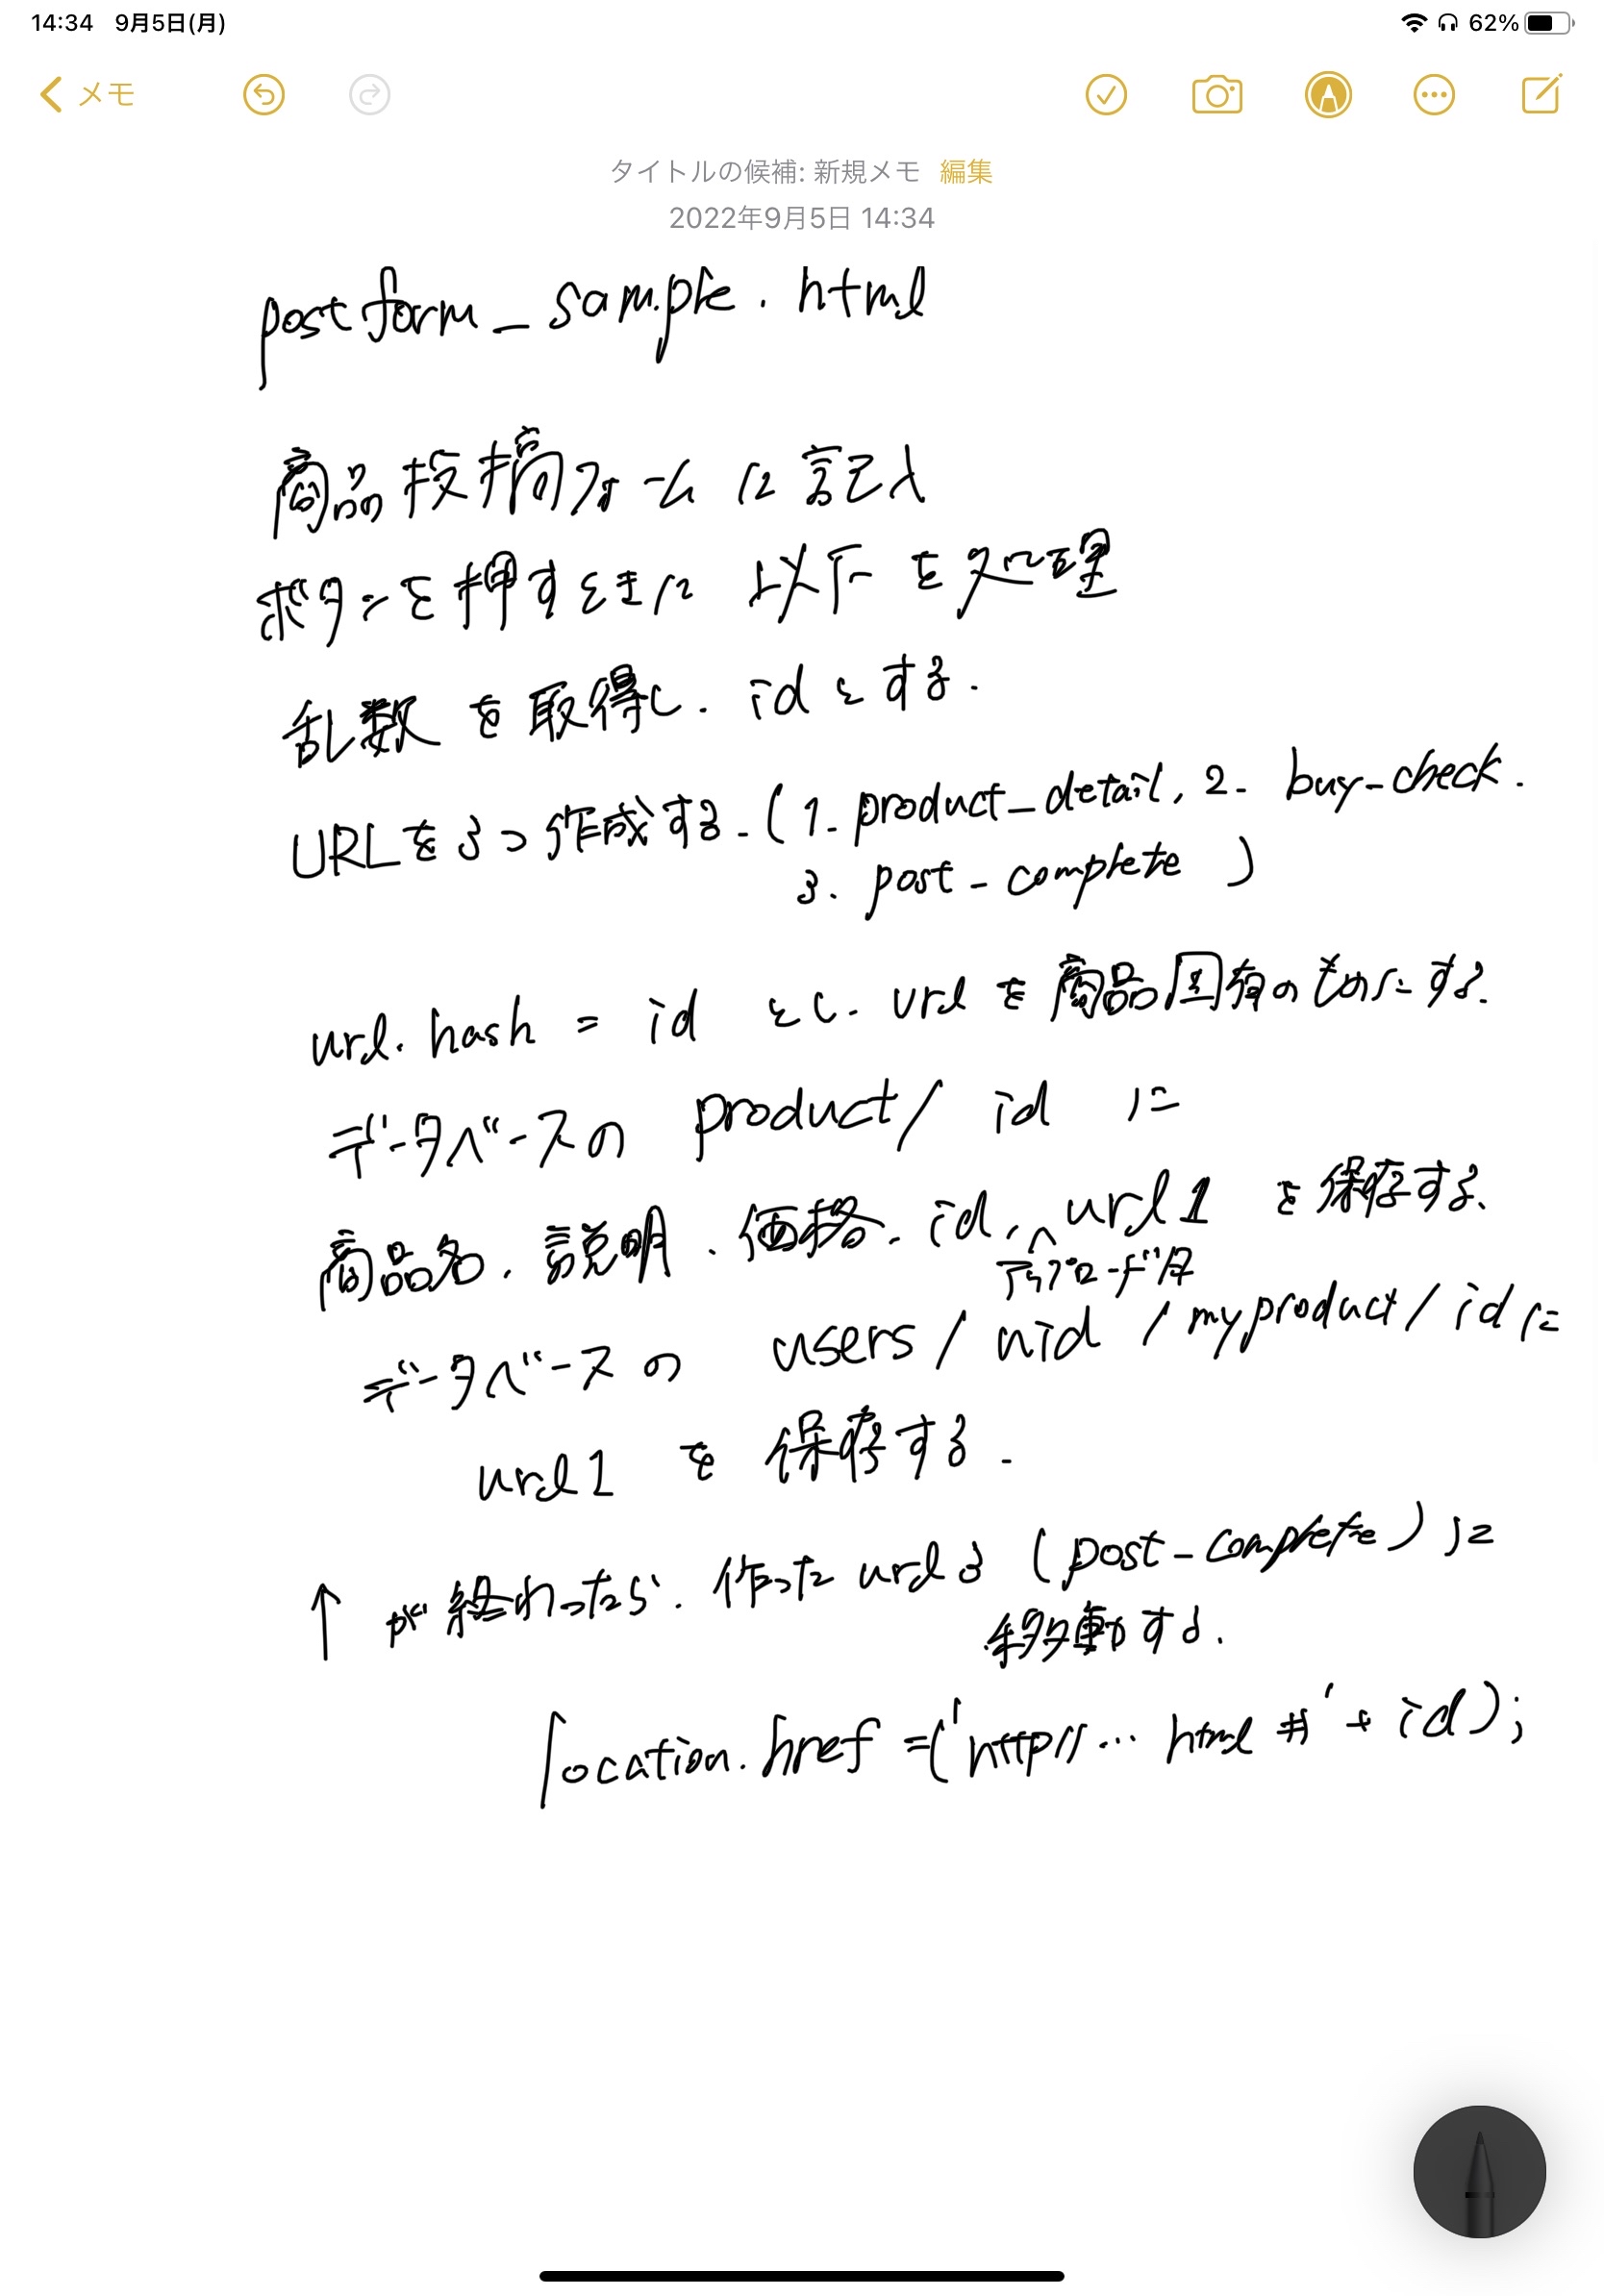 14:34 9月5日(月) 62%
メモ
タイトルの候補: 新規メモ 編集
2022年9月5日 14:34
postform_sample.html
商品投稿フォームに記入
ボタンを押すときに 以下を処理
乱数を取得し. idとする.
URLを3つ作成する.(1.product_detail, 2. buy-check.
3. post-complete )
url.hash = id とし. urlを商品固有のものにする.
データベースの product/ id に
商品名. 説明. 価格. id. url1 を保存する.
アップロードバイ
データベースの users/ uid /myproduct/ idに
url1 を 保存する.
↑ が終わったら. 作った url3 (post-complete)に
移動する.
location.href =('http//... html #' + id);